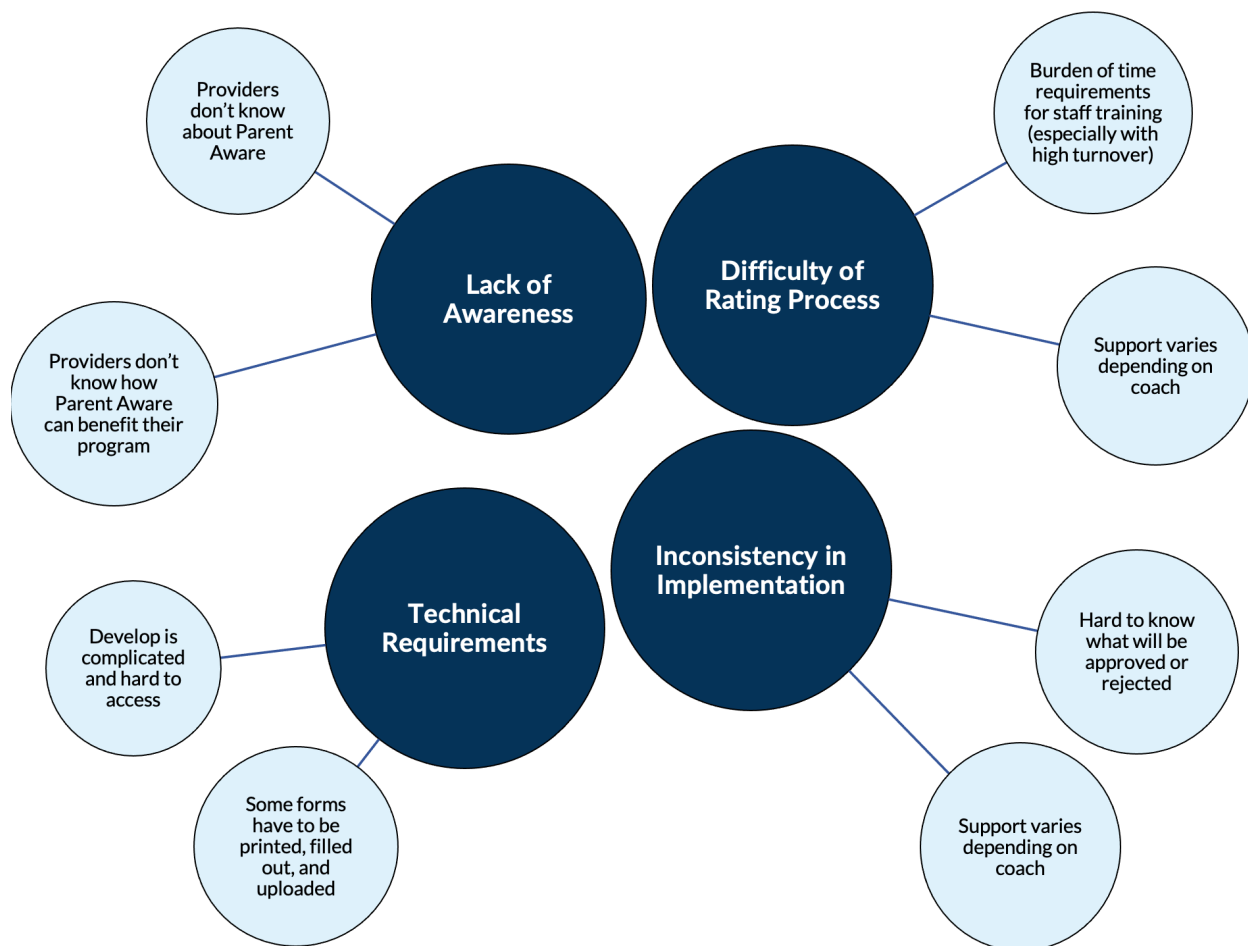 Providers
don't know
about Parent
Aware
Lack of
Awareness
Providers don't
know how
Parent Aware
can benefit their
program
Burden of time
requirements
for staff training
(especially with
high turnover)
Difficulty of
Rating Process
Support varies
depending on
coach
Technical
Requirements
Develop is
complicated
and hard to
access
Some forms
have to be
printed, filled
out, and
uploaded
Inconsistency in
Implementation
Hard to know
what will be
approved or
rejected
Support varies
depending on
coach